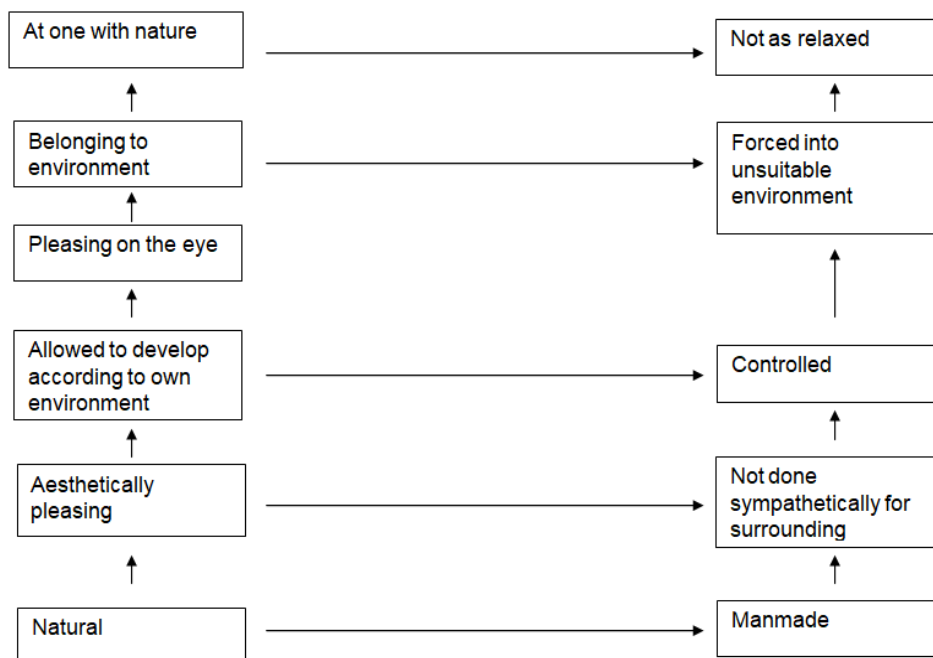 At one with nature
Not as relaxed
Belonging to
environment
Forced into
unsuitable
environment
Pleasing on the eye
Allowed to develop
according to own
environment
Controlled
Aesthetically
pleasing
Not done
sympathetically for
surrounding
Natural
Manmade